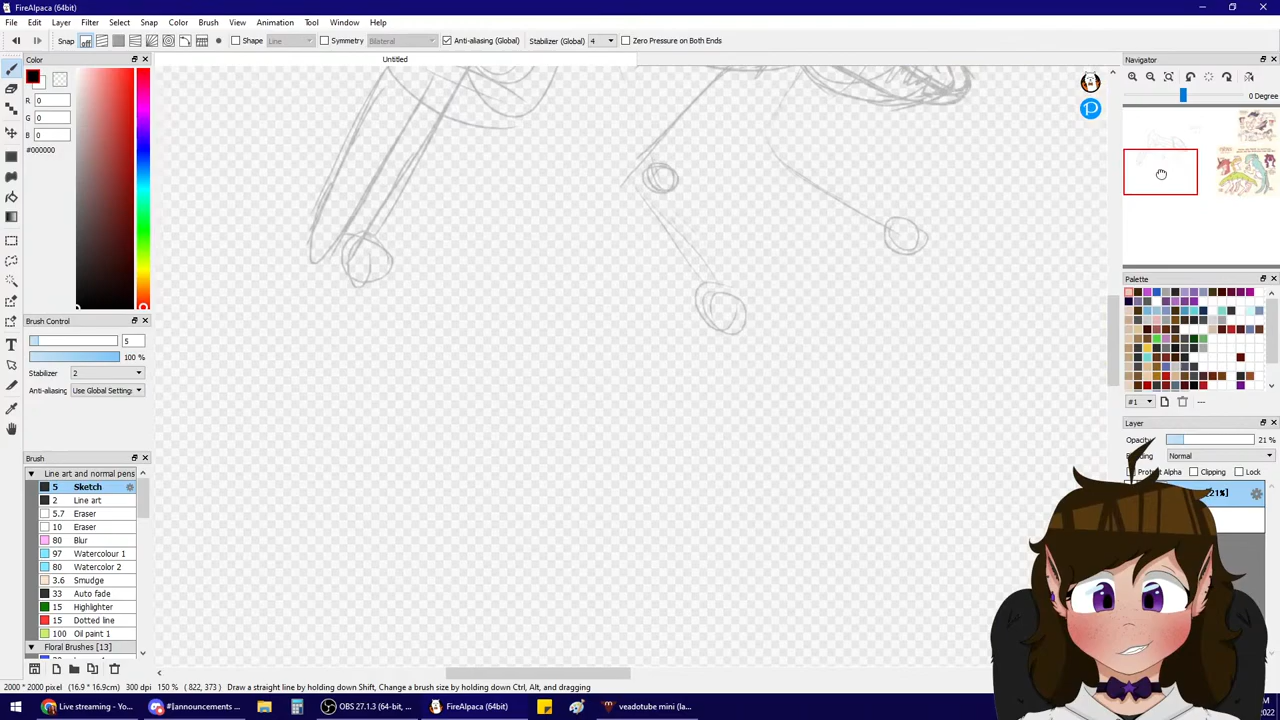 FireAlpaca (64bit)
File Edit Layer Filter Select Snap Color Brush View Animation Tool Window Help
Snap off Shape Line Symmetry Bilateral Anti-aliasing (Global) Stabilizer (Global) 4 Zero Pressure on Both Ends
Color
Untitled
Navigator
R 0
G 0
B 0
#000000
0 Degree
Palette
Brush Control
5
100 %
Stabilizer 2
Anti-aliasing Use Global Setting
#1
---
Layer
Opacity 21 %
Normal
Protect Alpha Clipping Lock
[21%]
Brush
Line art and normal pens
5 Sketch
2 Line art
5.7 Eraser
10 Eraser
80 Blur
97 Watercolour 1
80 Watercolor 2
3.6 Smudge
33 Auto fade
15 Highlighter
15 Dotted line
100 Oil paint 1
Floral Brushes [13]
2000 * 2000 pixel (16.9 * 16.9cm) 300 dpi 150 % (822, 373) Draw a straight line by holding down Shift, Change a brush size by holding down Ctrl, Alt, and dragging
Live streaming - Yo... #[announcements ... OBS 27.1.3 (64-bit, ... FireAlpaca (64bit) veadotube mini (la...
2022